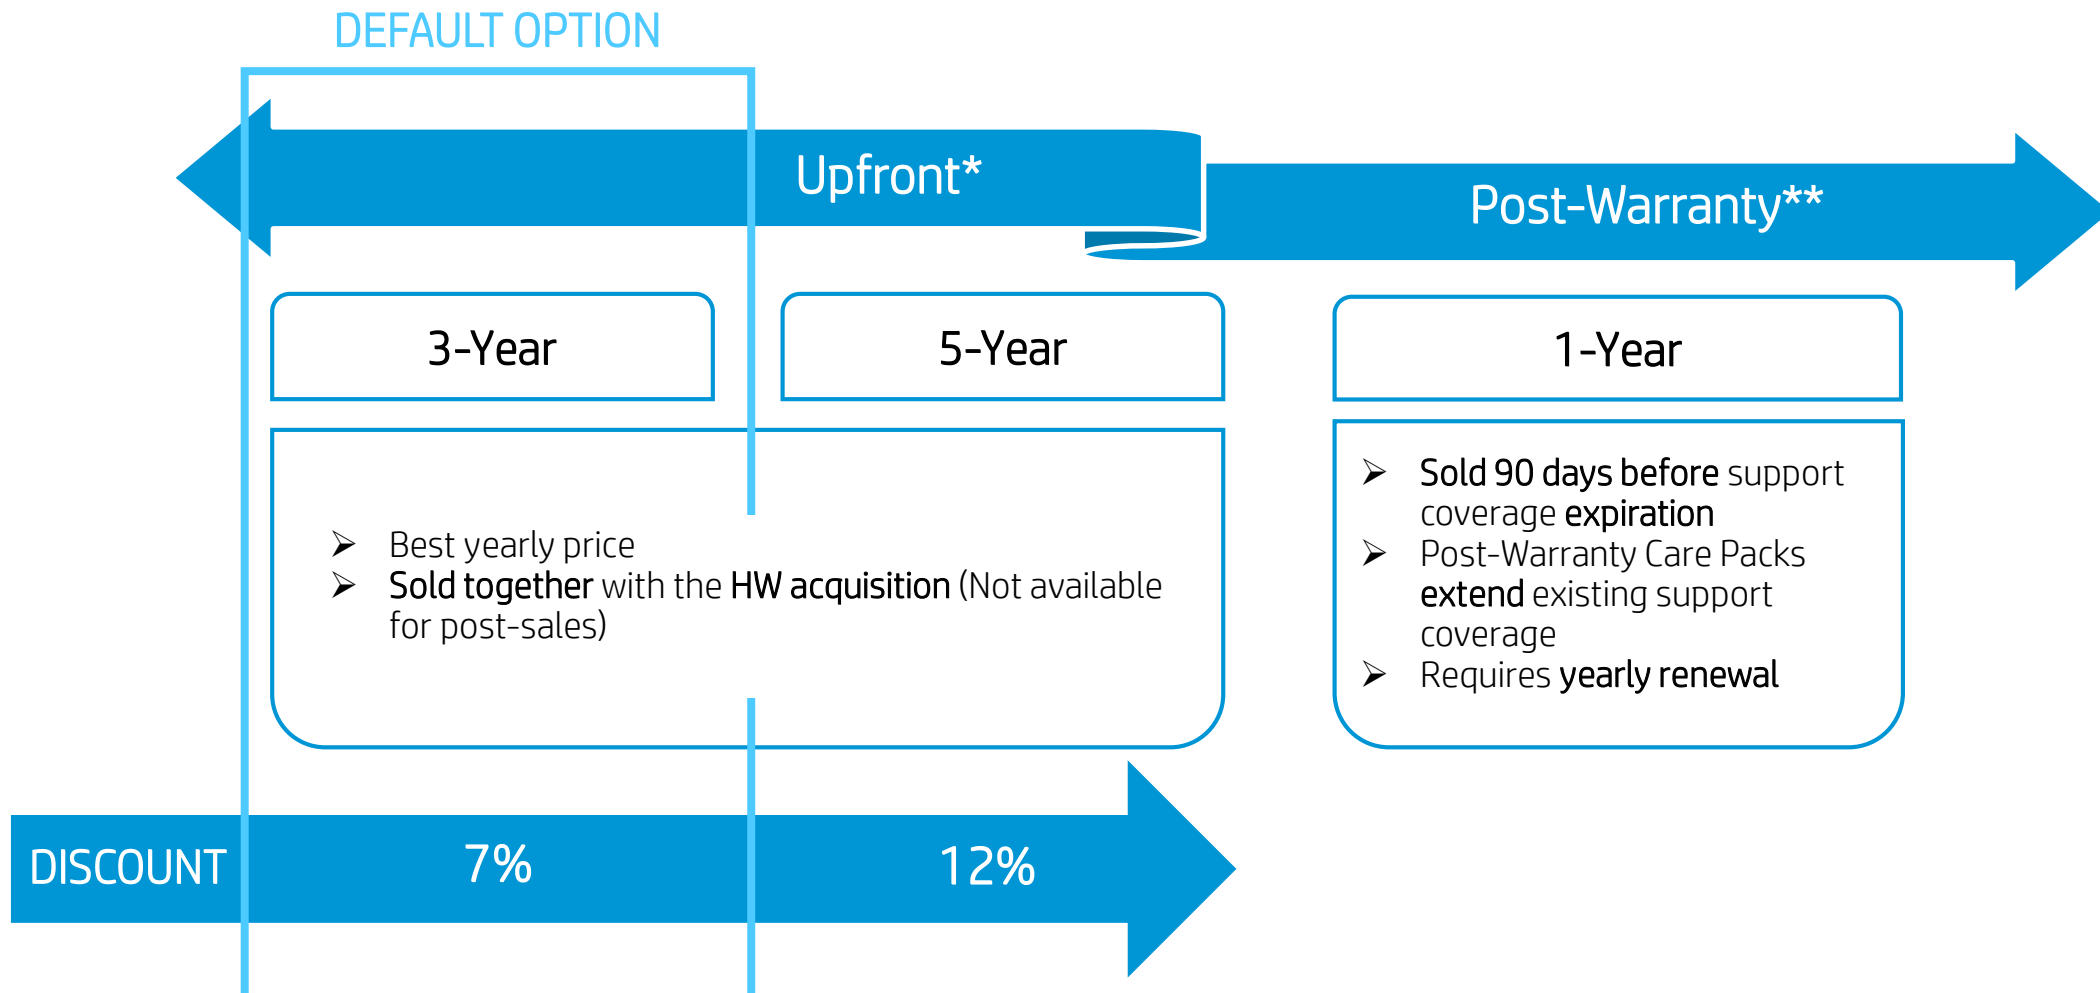 DEFAULT OPTION
Upfront*
Post-Warranty**
3-Year
5-Year
1-Year
➢ Best yearly price
➢ Sold together with the HW acquisition (Not available
for post-sales)
➢ Sold 90 days before support
coverage expiration
➢ Post-Warranty Care Packs
extend existing support
coverage
➢ Requires yearly renewal
DISCOUNT
7%
12%